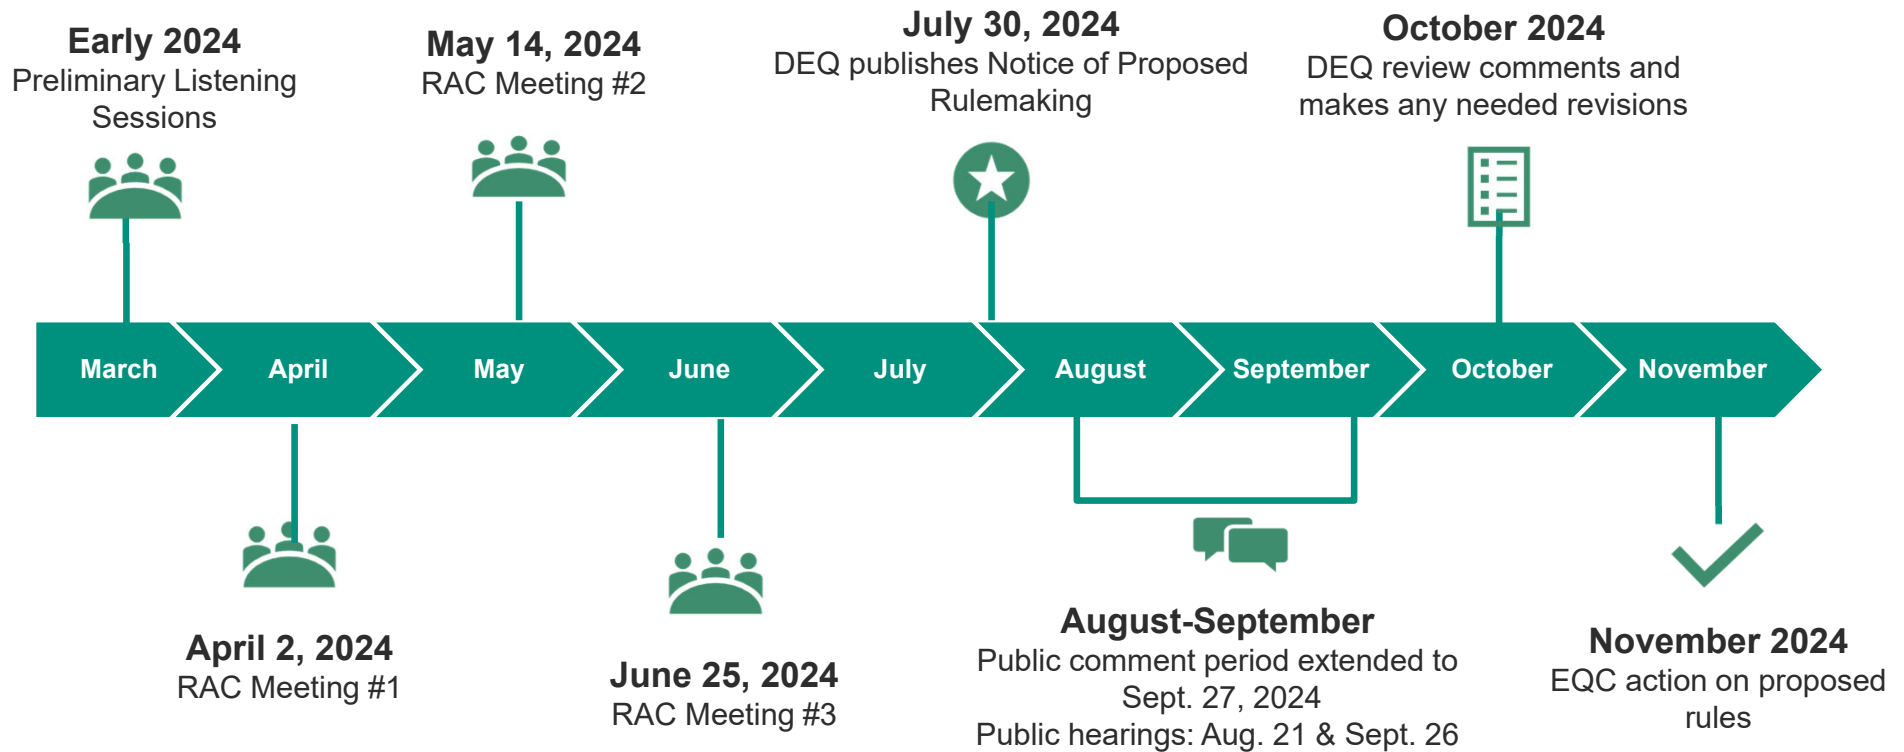 Early 2024
Preliminary Listening
Sessions
May 14, 2024
RAC Meeting #2
July 30, 2024
DEQ publishes Notice of Proposed
Rulemaking
October 2024
DEQ review comments and
makes any needed revisions
March
April
May
June
July
August
September
October
November
April 2, 2024
RAC Meeting #1
June 25, 2024
RAC Meeting #3
August-September
Public comment period extended to
Sept. 27, 2024
Public hearings: Aug. 21 & Sept. 26
November 2024
EQC action on proposed
rules